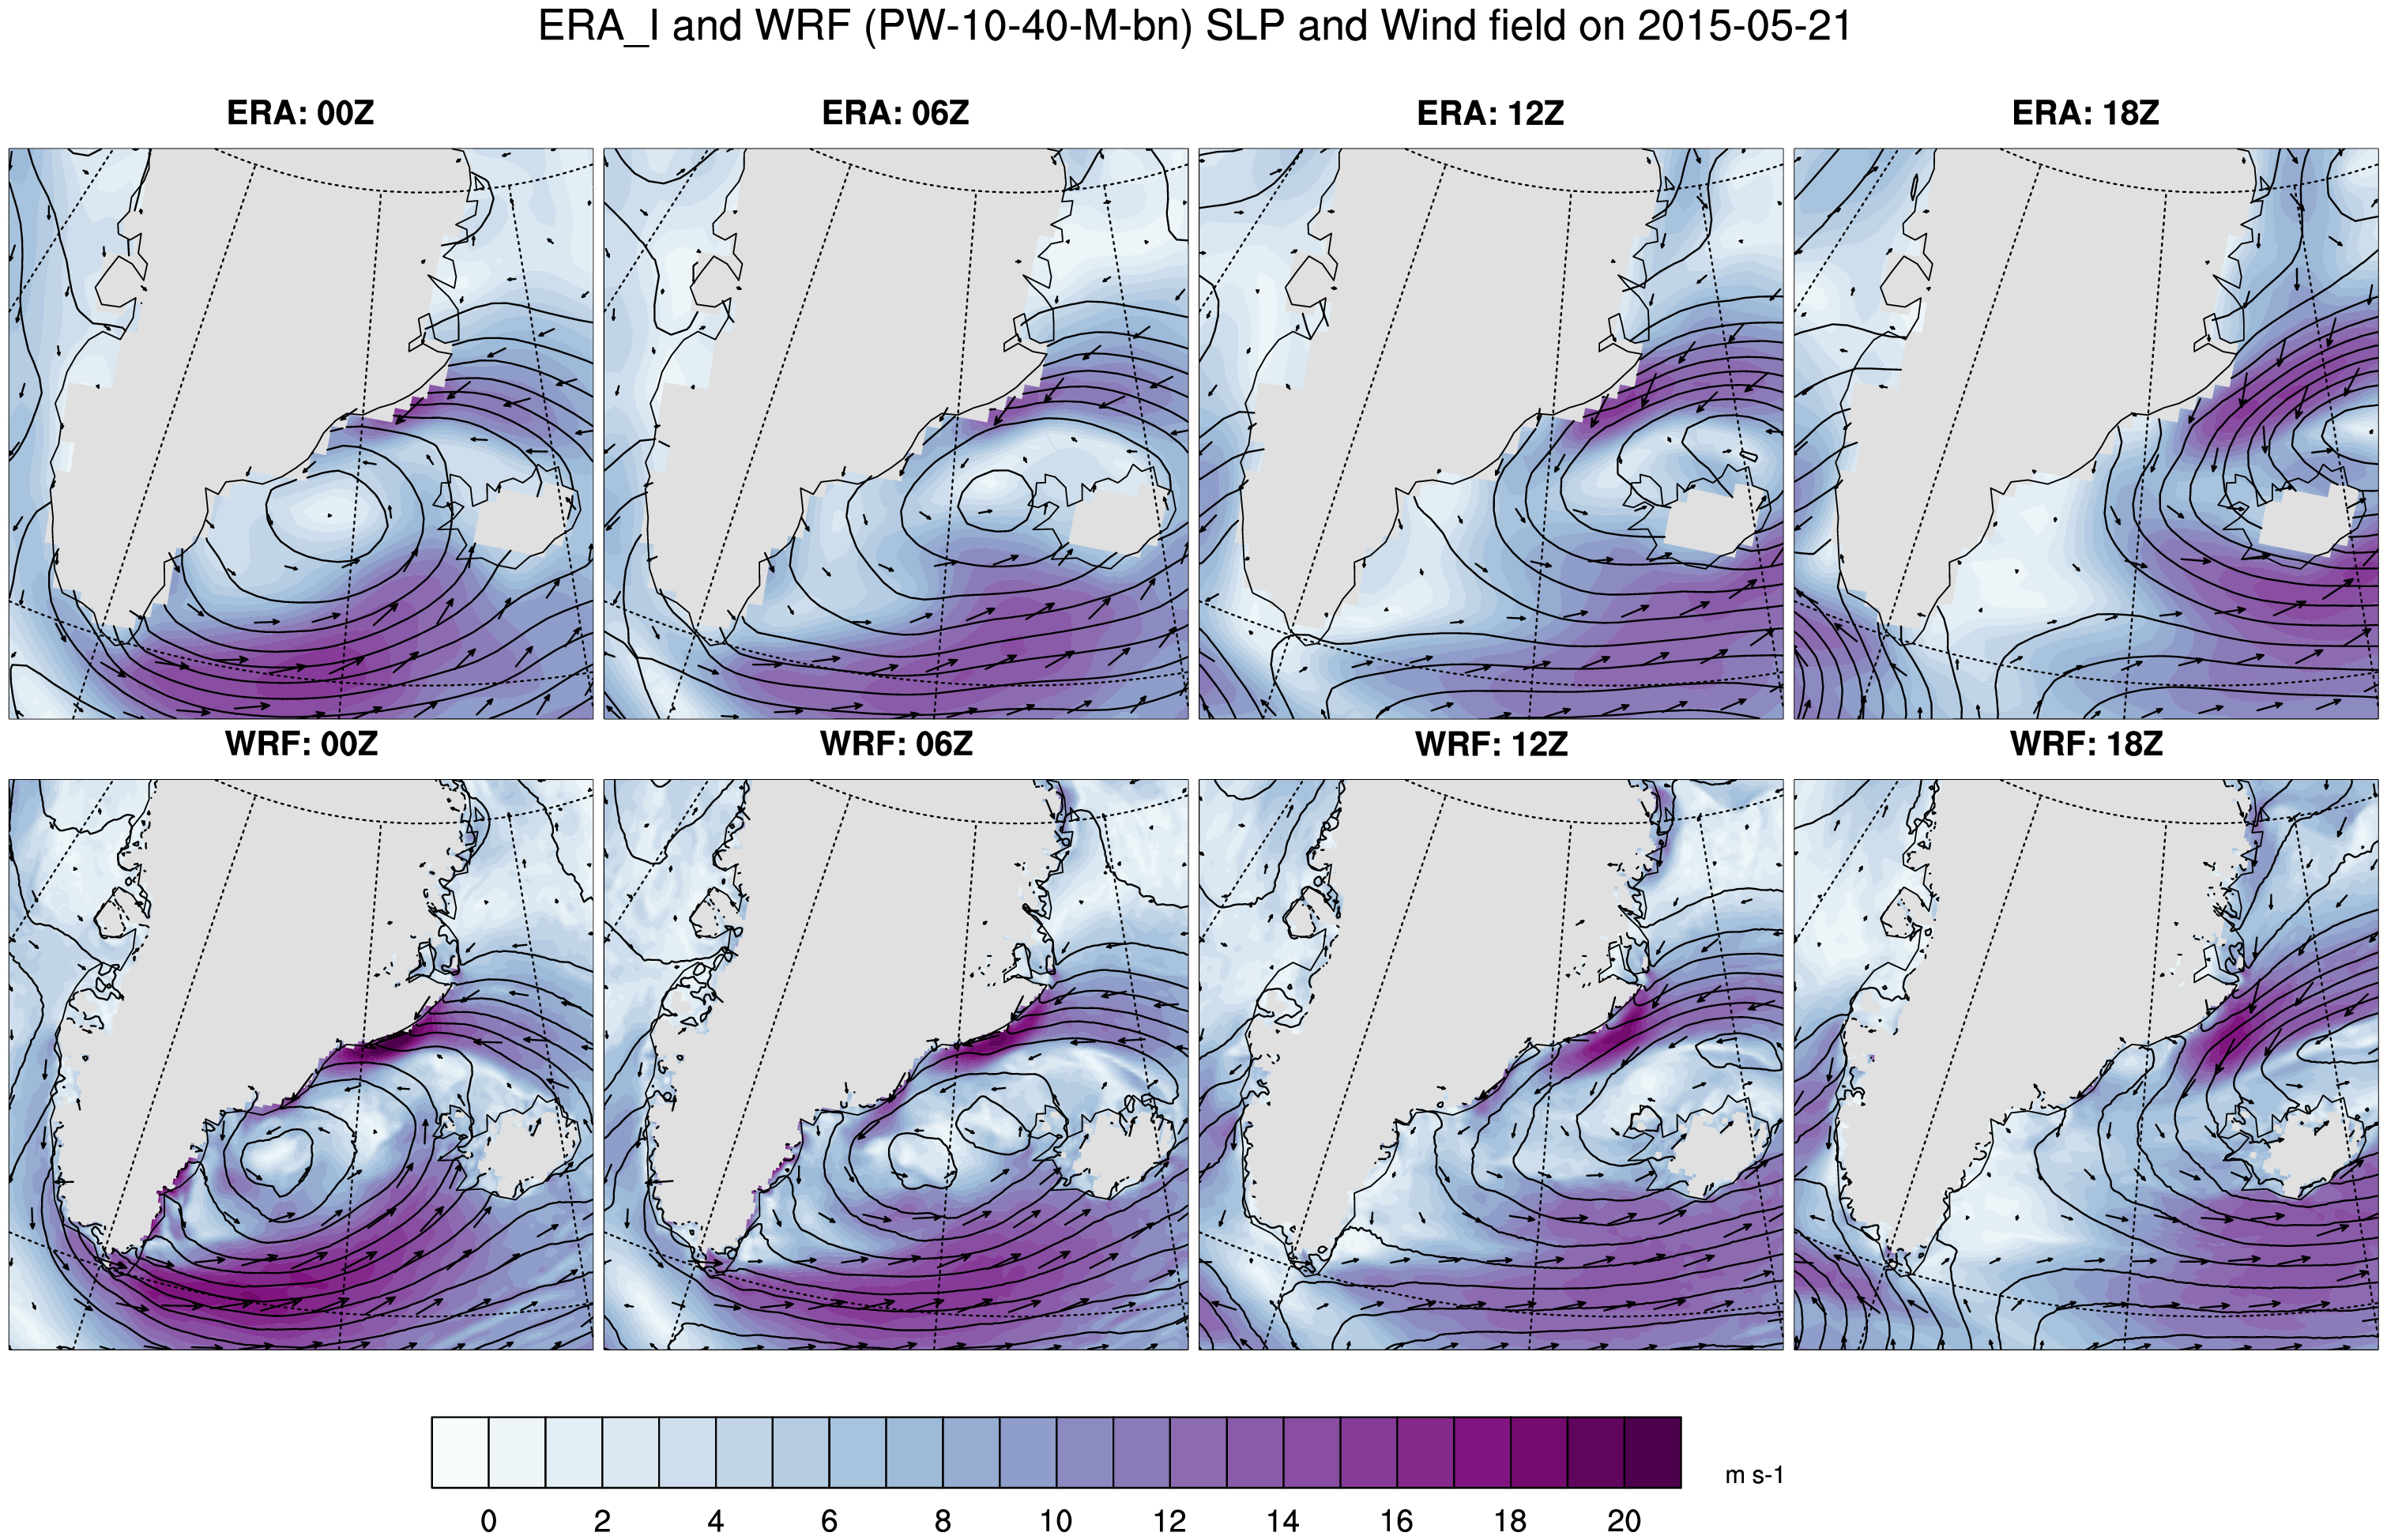 ERA_I and WRF (PW-10-40-M-bn) SLP and Wind field on 2015-05-21
ERA: 00Z ERA: 06Z ERA: 12Z ERA: 18Z
WRF: 00Z WRF: 06Z WRF: 12Z WRF: 18Z
m s-1
0 2 4 6 8 10 12 14 16 18 20